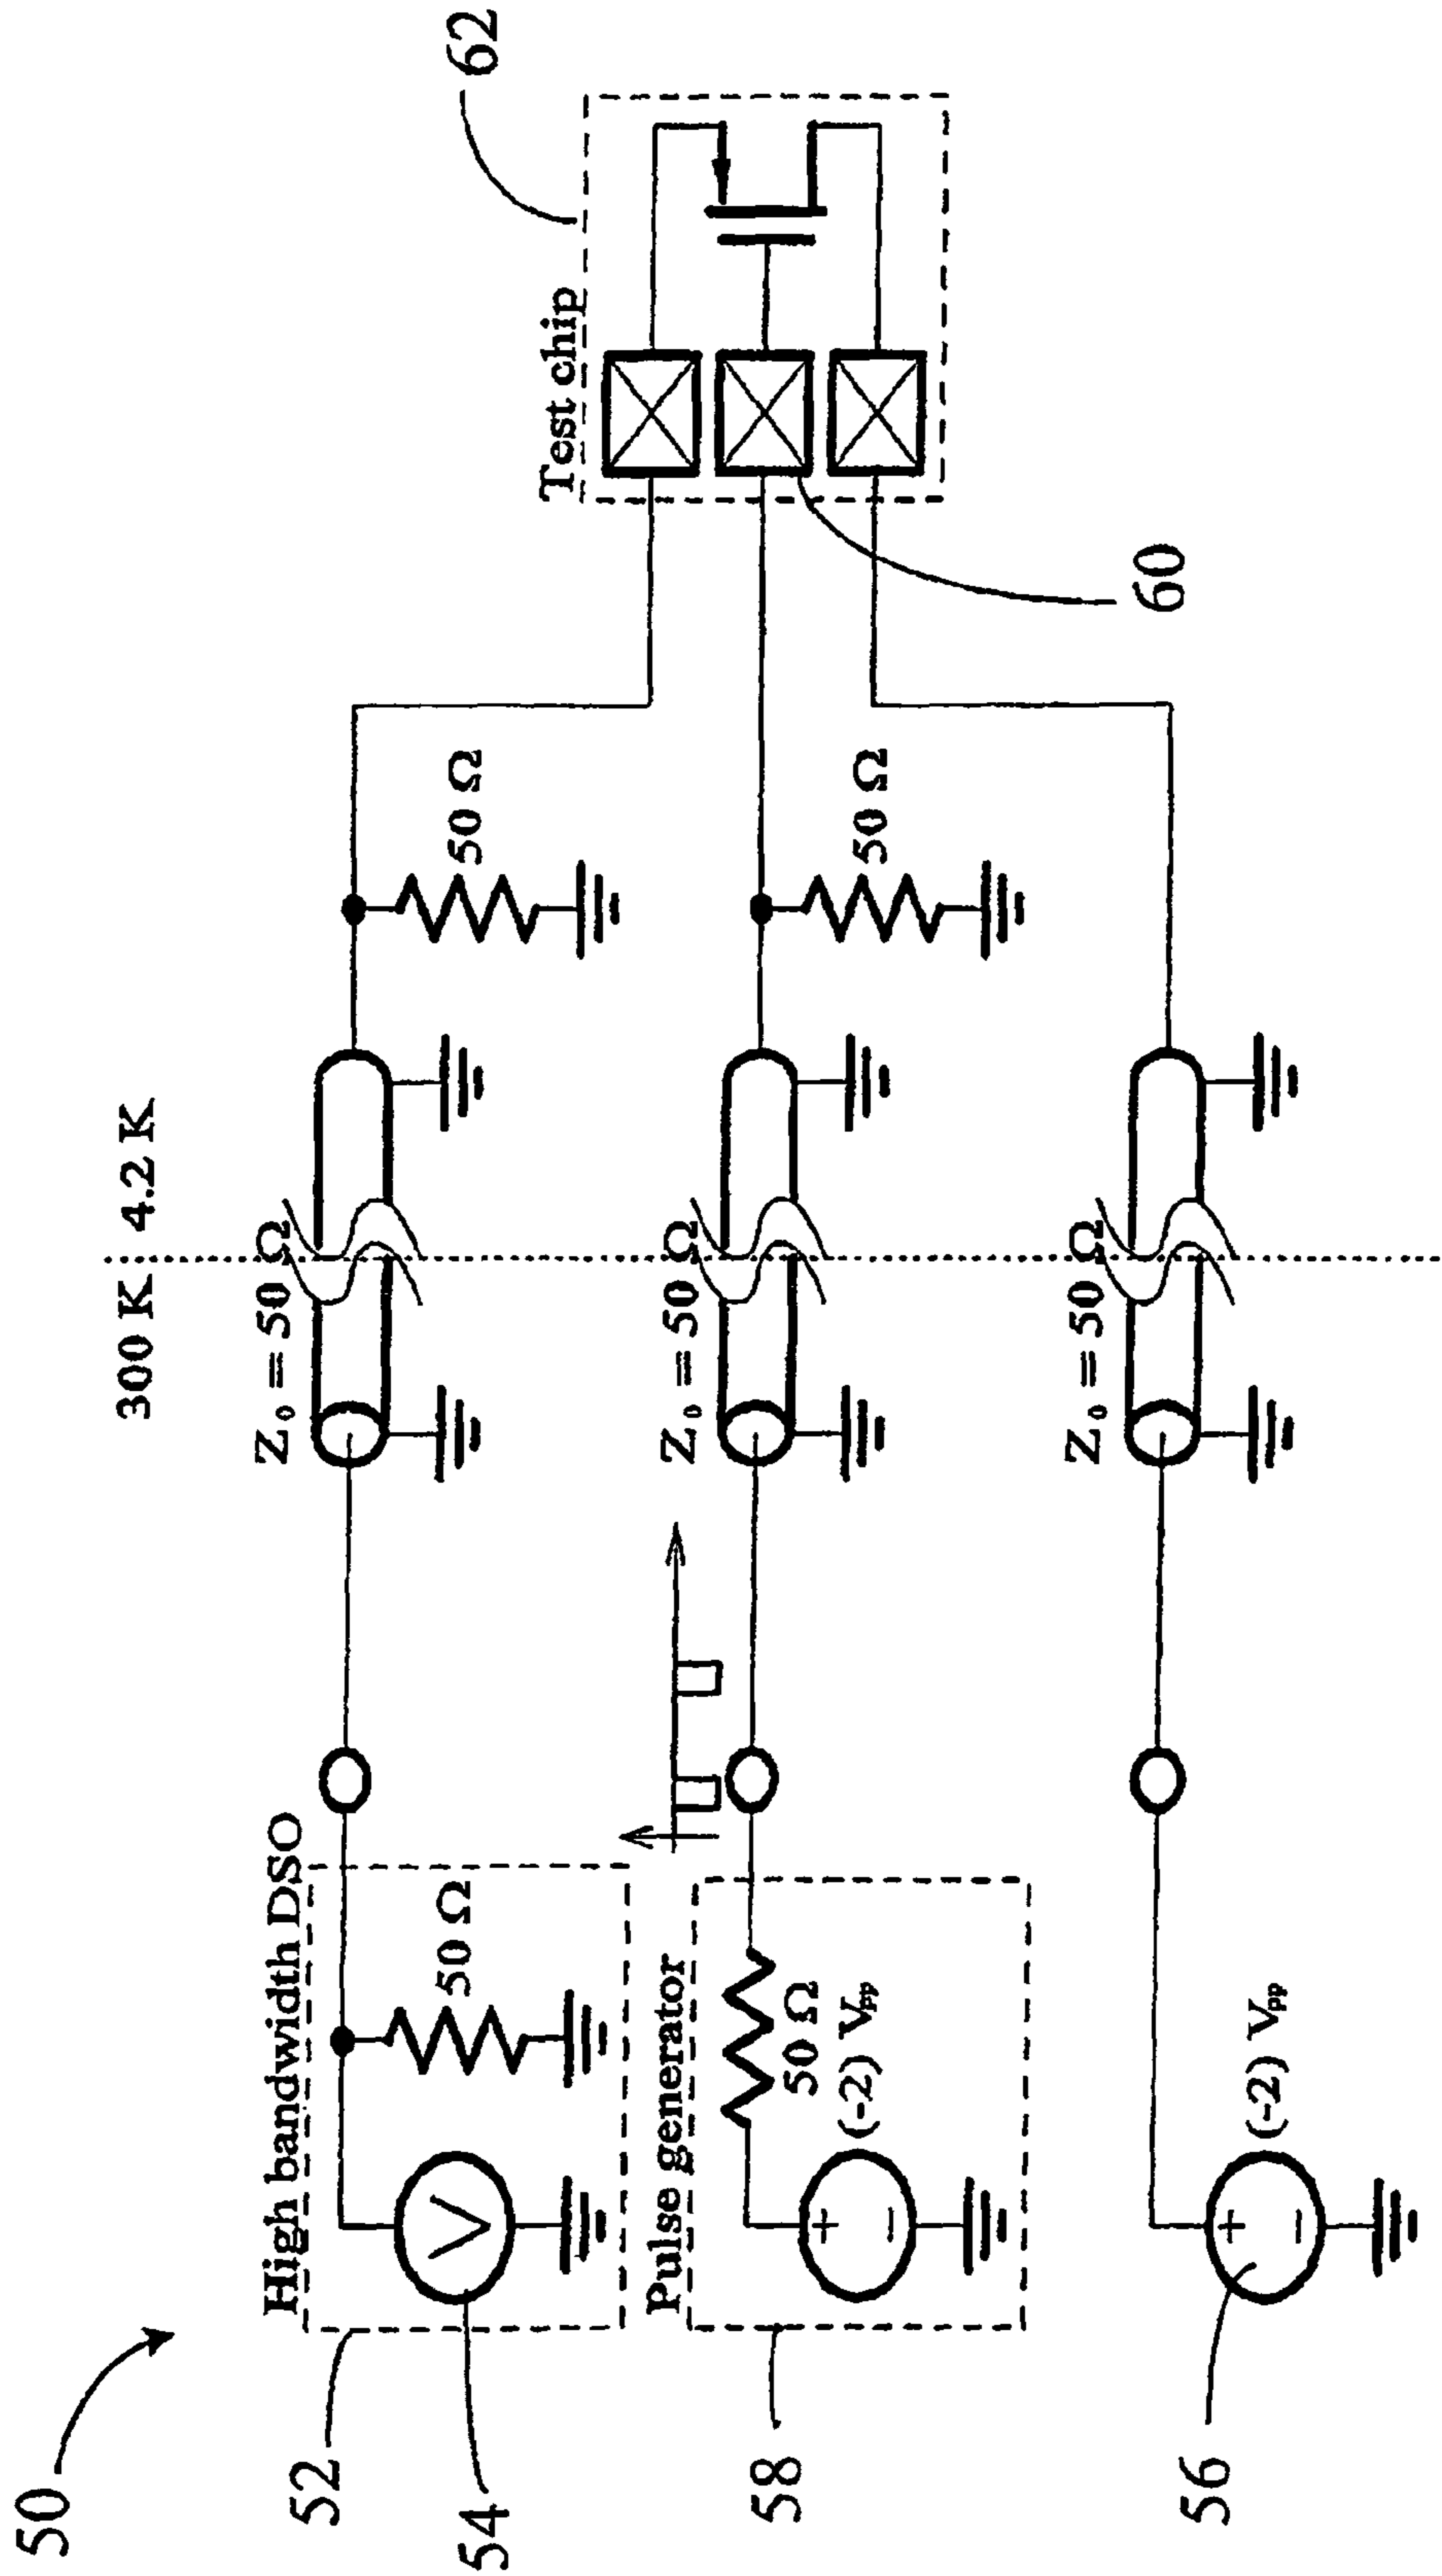 50
300 K 4.2 K
High bandwidth DSO
Z₀ = 50 Ω
50 Ω
50 Ω
V
52
54
62
Test chip
Pulse generator
Z₀ = 50 Ω
50 Ω
50 Ω
(-2) Vpp
+
−
58
60
Z₀ = 50 Ω
(-2) Vpp
+
−
56